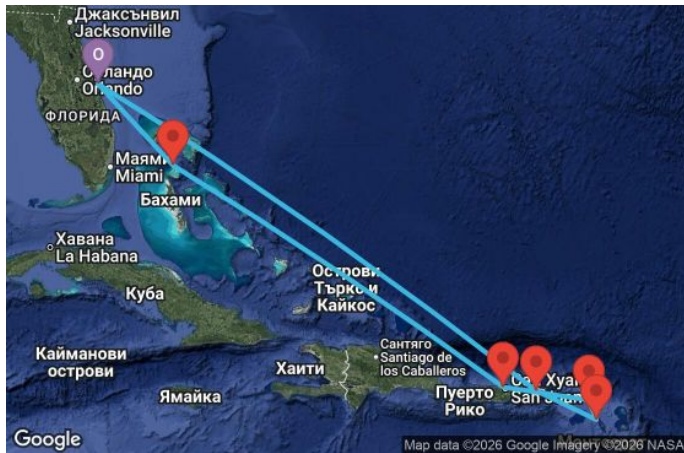 Джаксънвил
Jacksonville
O
Орландо
Orlando
ФЛОРИДА
Маями
Miami
Бахами
Хавана
La Habana
Острови
Търкс и
Кайкос
Куба
Сантяго
Santiago de
los Caballeros
Кайманови
острови
Хаити
Ямайка
Пуерто
Рико
San Juan
Google
Map data ©2026 Google Imagery ©2026 NASA